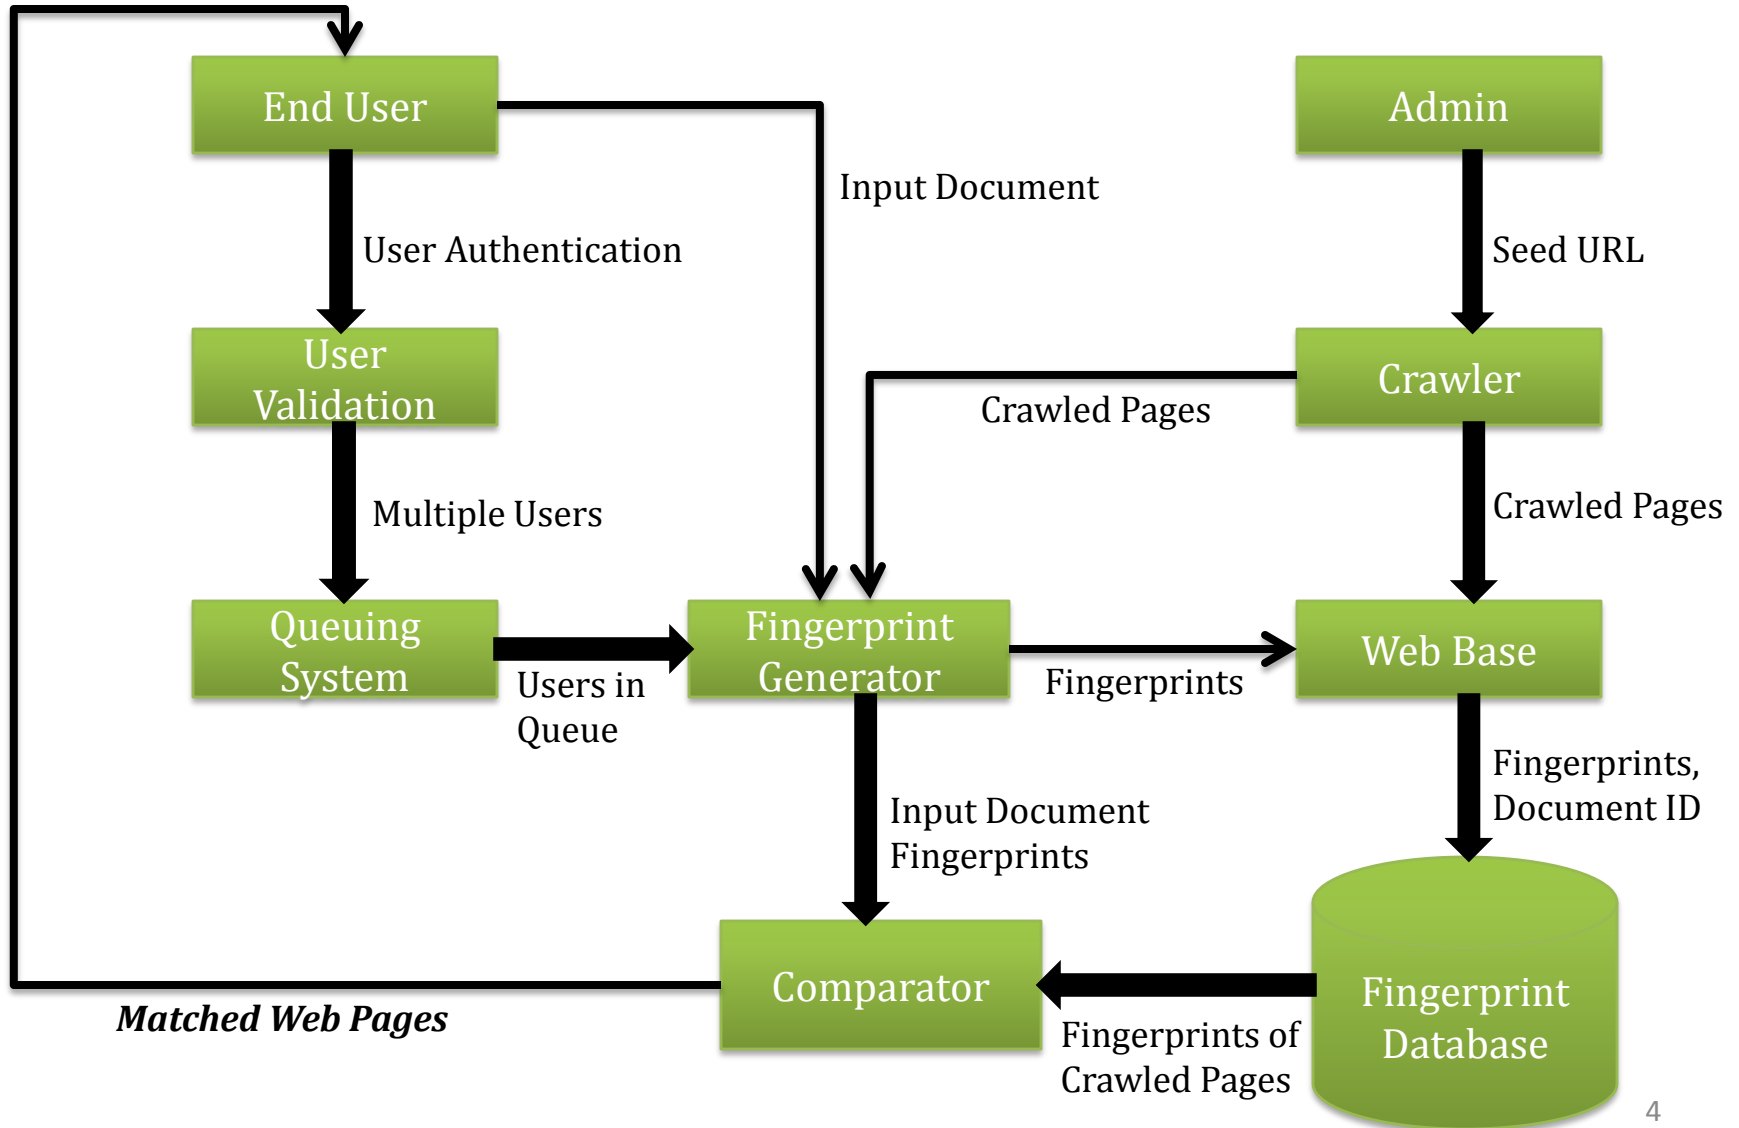 End User
Admin
Input Document
User Authentication
Seed URL
User
Validation
Crawler
Crawled Pages
Multiple Users
Crawled Pages
Queuing
System
Users in
Queue
Fingerprint
Generator
Fingerprints
Web Base
Fingerprints,
Document ID
Input Document
Fingerprints
Comparator
Matched Web Pages
Fingerprints of
Crawled Pages
Fingerprint
Database
4